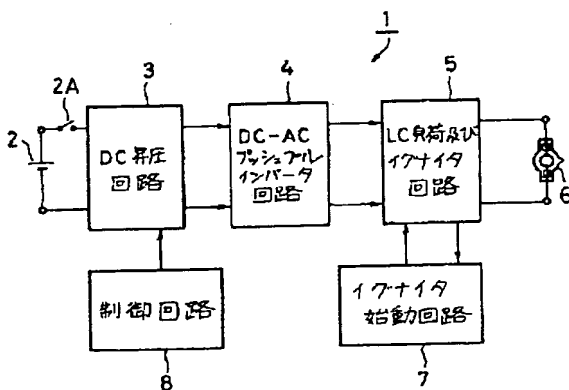 1
2A
3
4
5
2
DC昇圧
回路
DC-AC
プッシュプル
インバータ
回路
LC負荷及び
イグナイタ
回路
6
制御回路
イグナイタ
始動回路
8
7